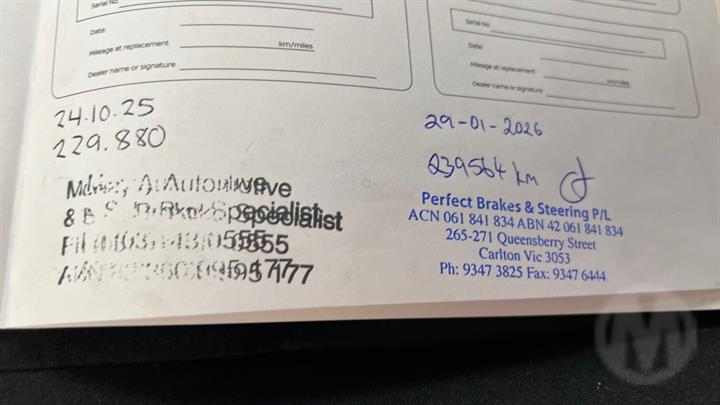 Serial No.
Date:
Mileage at replacement km/miles
Dealer name or signature
Serial No.
Date:
Mileage at replacement km/miles
Dealer name or signature
24.10.25
229.880
Specialist
0555
177
29-01-2026
239564 km
Perfect Brakes & Steering P/L
ACN 061 841 834 ABN 42 061 841 834
265-271 Queensberry Street
Carlton Vic 3053
Ph: 9347 3825 Fax: 9347 6444
M